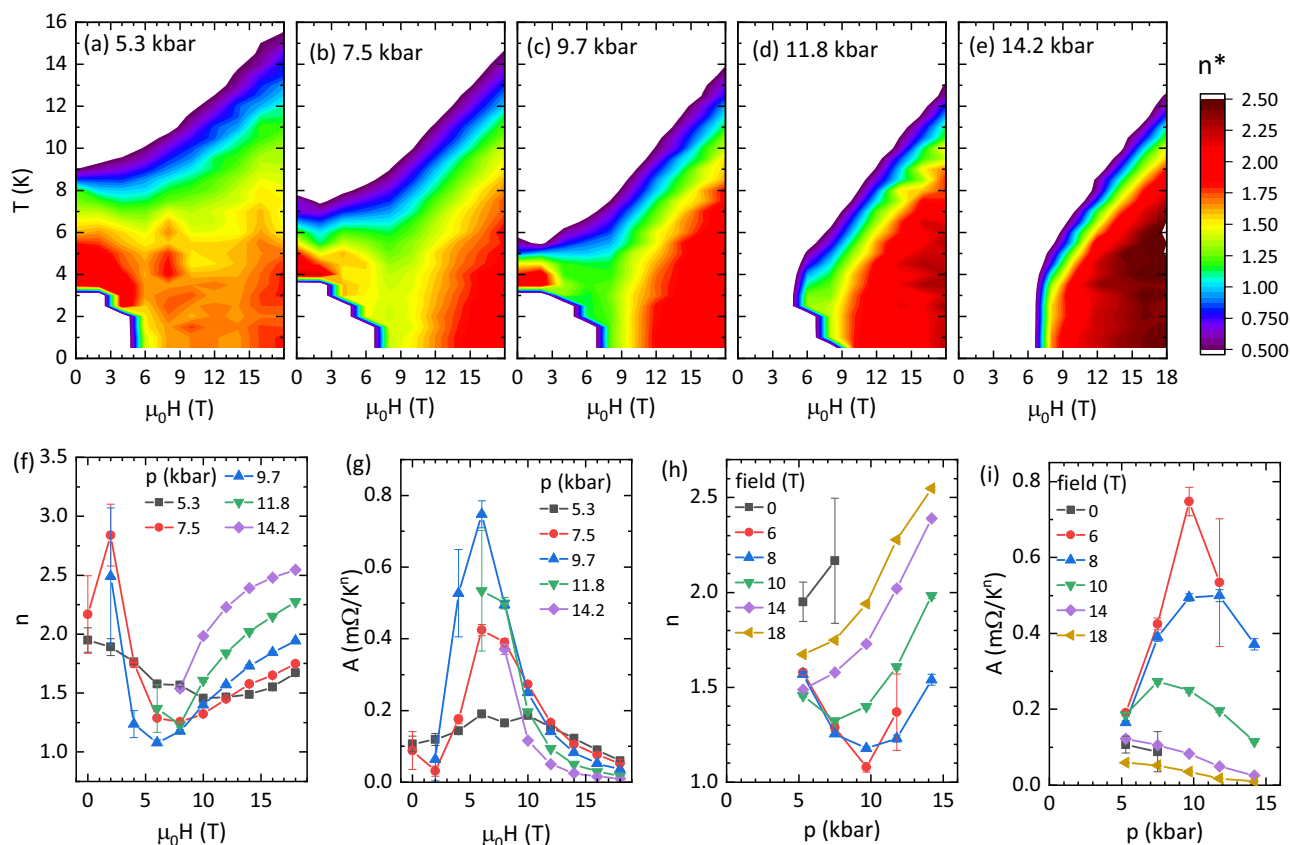 (a) 5.3 kbar
(b) 7.5 kbar
(c) 9.7 kbar
(d) 11.8 kbar
(e) 14.2 kbar
n*
16
14
12
10
8
6
4
2
0
T (K)
2.50
2.25
2.00
1.75
1.50
1.25
1.00
0.750
0.500
0 3 6 9 12 15
0 3 6 9 12 15
0 3 6 9 12 15
0 3 6 9 12 15
0 3 6 9 12 15 18
μ₀H (T)
μ₀H (T)
μ₀H (T)
μ₀H (T)
μ₀H (T)
(f)
3.5
3.0
2.5
2.0
1.5
1.0
n
p (kbar)
5.3
7.5
9.7
11.8
14.2
0 5 10 15
μ₀H (T)
(g)
0.8
0.6
0.4
0.2
0.0
A (mΩ/Kⁿ)
p (kbar)
5.3
7.5
9.7
11.8
14.2
0 5 10 15
μ₀H (T)
(h)
2.5
2.0
1.5
1.0
n
field (T)
0
6
8
10
14
18
0 5 10 15
p (kbar)
(i)
0.8
0.6
0.4
0.2
0.0
A (mΩ/Kⁿ)
field (T)
0
6
8
10
14
18
0 5 10 15
p (kbar)